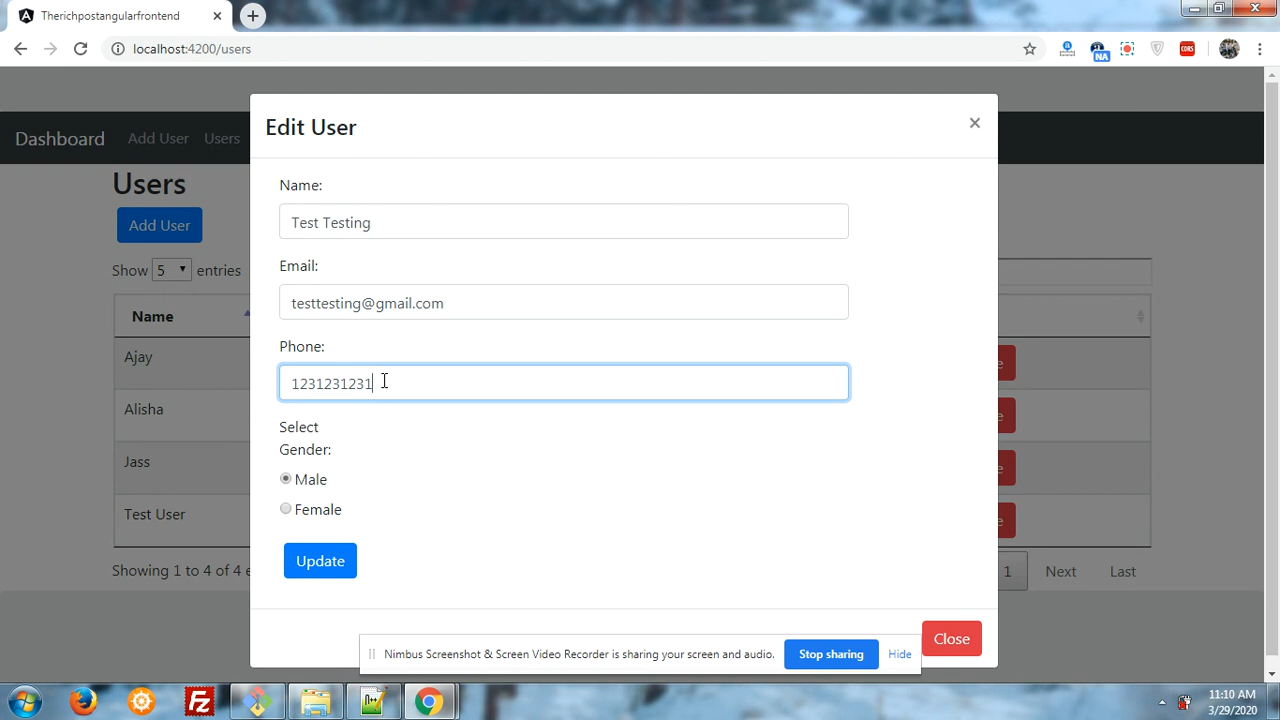 Therichpostangularfrontend
localhost:4200/users
NA
CORS
Edit User
×
Dashboard
Add User
Users
Name:
Users
Test Testing
Add User
Email:
Show 5 entries
testtesting@gmail.com
Name
Phone:
Ajay
1231231231
Alisha
Select
Gender:
Jass
Male
Test User
Female
Update
Showing 1 to 4 of 4 e
1
Next
Last
Close
Nimbus Screenshot & Screen Video Recorder is sharing your screen and audio.
Stop sharing
Hide
11:10 AM
3/29/2020